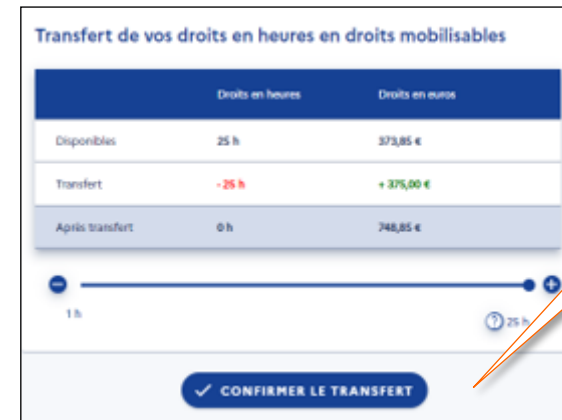 Transfert de vos droits en heures en droits mobilisables
Droits en heures Droits en euros
Disponibles 25 h 373,85 €
Transfert - 25 h + 375,00 €
Après transfert 0 h 748,85 €
1 h ? 25 h
CONFIRMER LE TRANSFERT